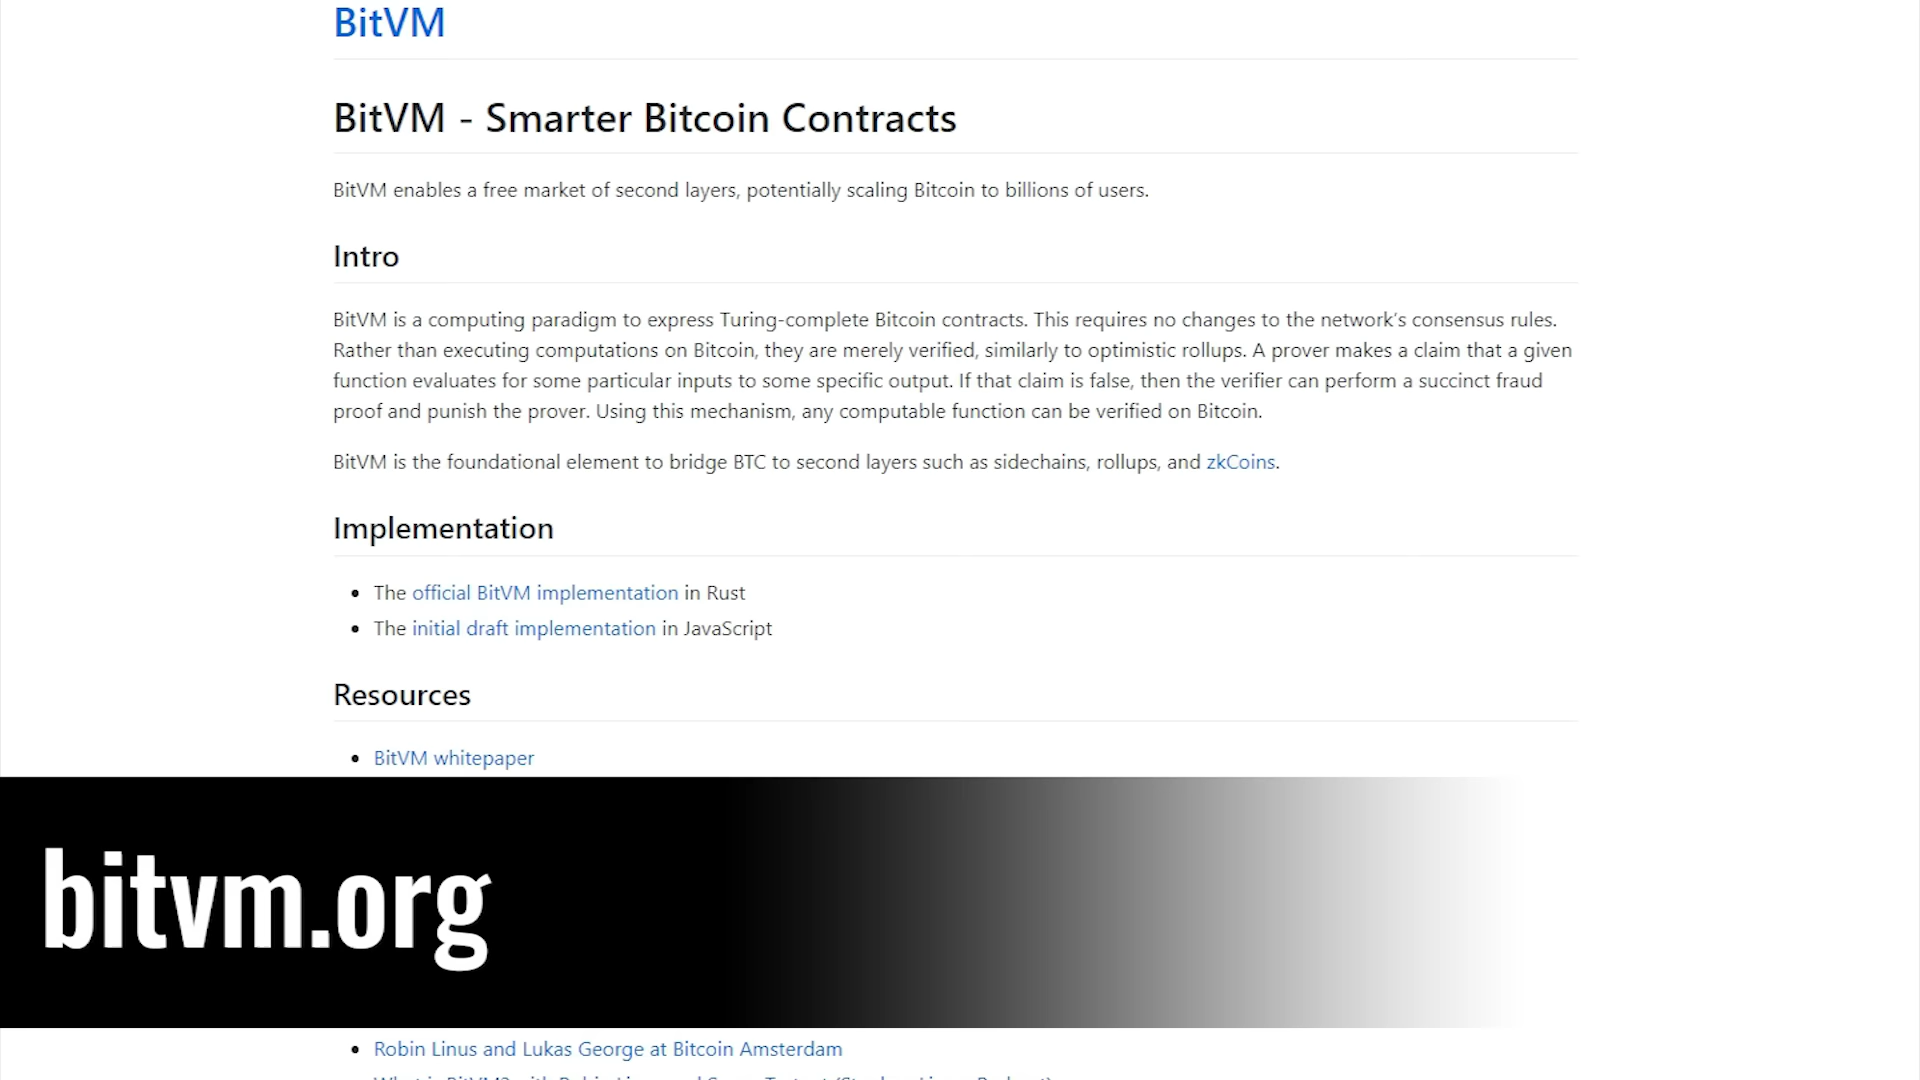 BitVM
BitVM - Smarter Bitcoin Contracts
BitVM enables a free market of second layers, potentially scaling Bitcoin to billions of users.
Intro
BitVM is a computing paradigm to express Turing-complete Bitcoin contracts. This requires no changes to the network’s consensus rules.
Rather than executing computations on Bitcoin, they are merely verified, similarly to optimistic rollups. A prover makes a claim that a given
function evaluates for some particular inputs to some specific output. If that claim is false, then the verifier can perform a succinct fraud
proof and punish the prover. Using this mechanism, any computable function can be verified on Bitcoin.
BitVM is the foundational element to bridge BTC to second layers such as sidechains, rollups, and zkCoins.
Implementation
• The official BitVM implementation in Rust
• The initial draft implementation in JavaScript
Resources
• BitVM whitepaper
bitvm.org
• Robin Linus and Lukas George at Bitcoin Amsterdam